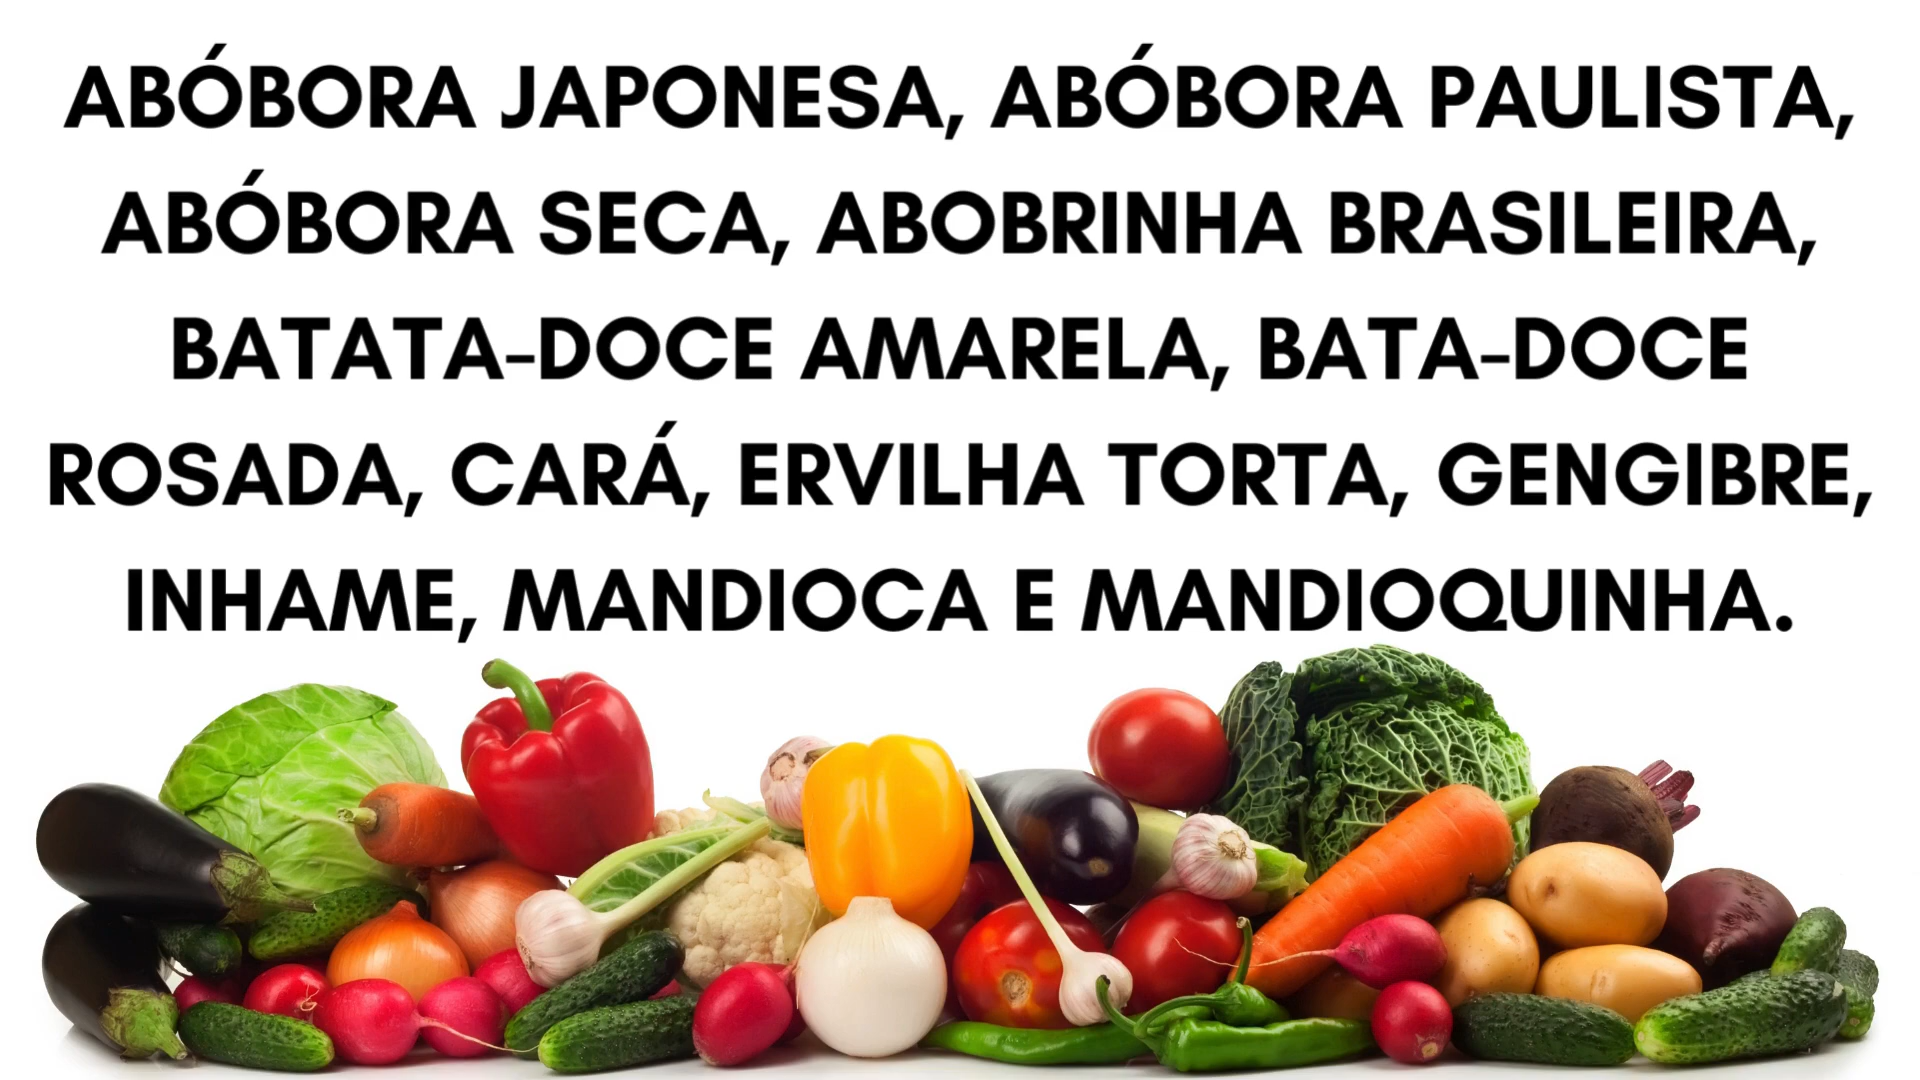 ABÓBORA JAPONESA, ABÓBORA PAULISTA,
ABÓBORA SECA, ABOBRINHA BRASILEIRA,
BATATA-DOCE AMARELA, BATA-DOCE
ROSADA, CARÁ, ERVILHA TORTA, GENGIBRE,
INHAME, MANDIOCA E MANDIOQUINHA.